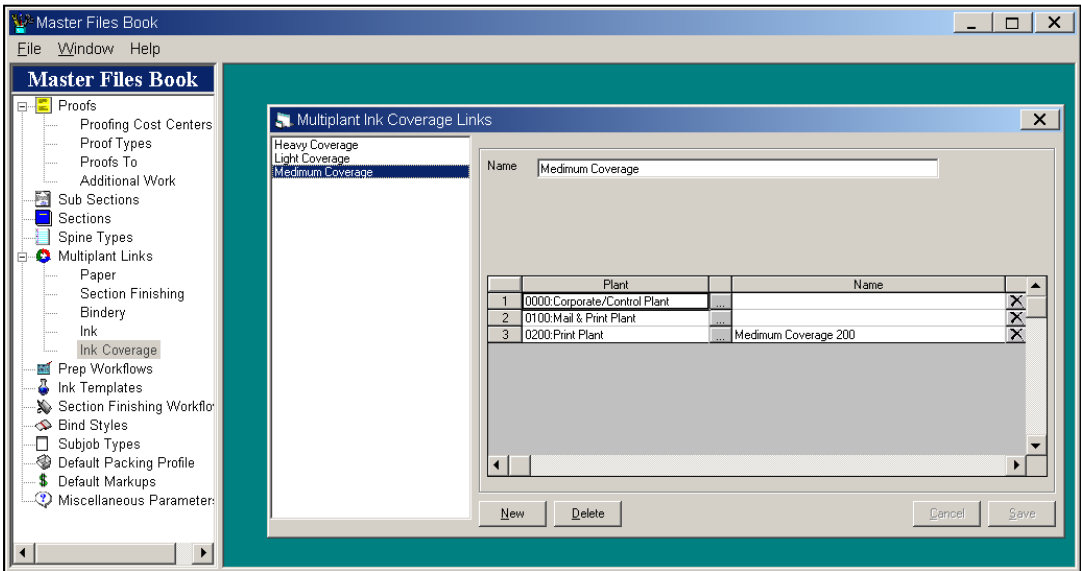 Master Files Book
File Window Help
Master Files Book
Proofs
Proofing Cost Centers
Proof Types
Proofs To
Additional Work
Sub Sections
Sections
Spine Types
Multiplant Links
Paper
Section Finishing
Bindery
Ink
Ink Coverage
Prep Workflows
Ink Templates
Section Finishing Workflo
Bind Styles
Subjob Types
Default Packing Profile
Default Markups
Miscellaneous Parameter
Multiplant Ink Coverage Links
Heavy Coverage
Light Coverage
Medimum Coverage
Name Medimum Coverage
Plant Name
1 0000:Corporate/Control Plant ...
2 0100:Mail & Print Plant ...
3 0200:Print Plant ... Medimum Coverage 200
New Delete Cancel Save